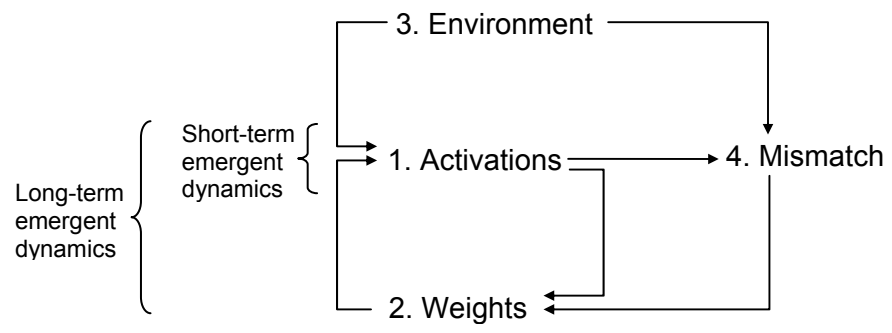 3. Environment
Short-term
emergent
dynamics
1. Activations
4. Mismatch
Long-term
emergent
dynamics
2. Weights